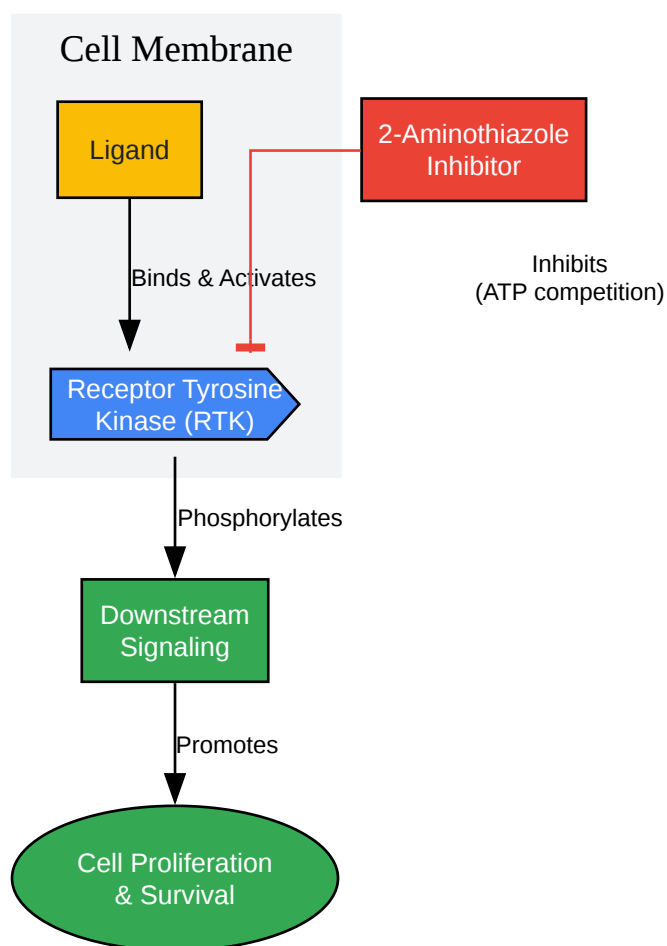 Cell Membrane
Ligand
2-Aminothiazole
Inhibitor
Binds & Activates
Inhibits
(ATP competition)
Receptor Tyrosine
Kinase (RTK)
Phosphorylates
Downstream
Signaling
Promotes
Cell Proliferation
& Survival